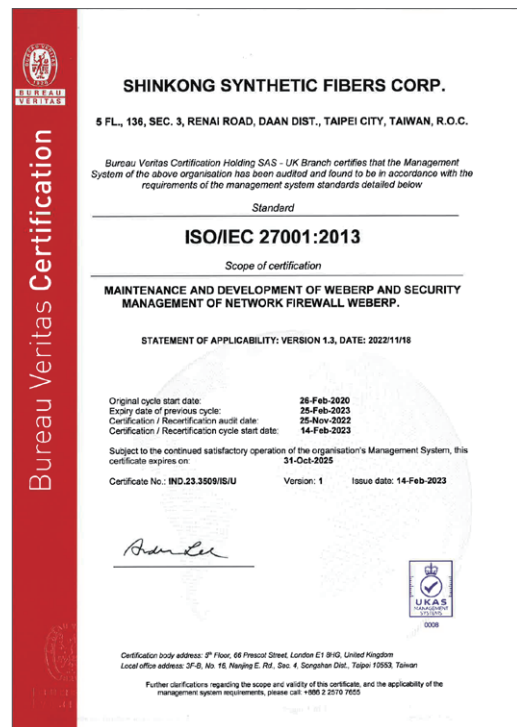 BUREAU
VERITAS
Bureau Veritas Certification
SHINKONG SYNTHETIC FIBERS CORP.
5 FL., 136, SEC. 3, RENAI ROAD, DAAN DIST., TAIPEI CITY, TAIWAN, R.O.C.
Bureau Veritas Certification Holding SAS - UK Branch certifies that the Management
System of the above organisation has been audited and found to be in accordance with the
requirements of the management system standards detailed below
Standard
ISO/IEC 27001:2013
Scope of certification
MAINTENANCE AND DEVELOPMENT OF WEBERP AND SECURITY
MANAGEMENT OF NETWORK FIREWALL WEBERP.
STATEMENT OF APPLICABILITY: VERSION 1.3, DATE: 2022/11/18
Original cycle start date: 26-Feb-2020
Expiry date of previous cycle: 25-Feb-2023
Certification / Recertification audit date: 25-Nov-2022
Certification / Recertification cycle start date: 14-Feb-2023
Subject to the continued satisfactory operation of the organisation's Management System, this
certificate expires on: 31-Oct-2025
Certificate No.: IND.23.3509/IS/U Version: 1 Issue date: 14-Feb-2023
UKAS
MANAGEMENT
SYSTEMS
0008
Certification body address: 5th Floor, 66 Prescot Street, London E1 8HG, United Kingdom
Local office address: 3F-B, No. 16, Nanjing E. Rd., Sec. 4, Songshan Dist., Taipei 10553, Taiwan
Further clarifications regarding the scope and validity of this certificate, and the applicability of the
management system requirements, please call: +886 2 2570 7655